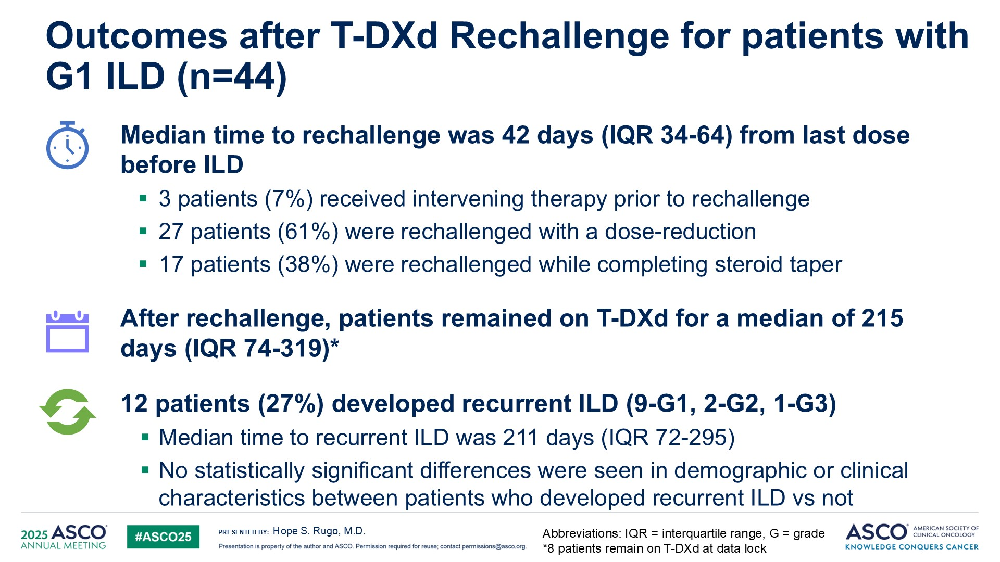 Outcomes after T-DXd Rechallenge for patients with
G1 ILD (n=44)
Median time to rechallenge was 42 days (IQR 34-64) from last dose
before ILD
▪ 3 patients (7%) received intervening therapy prior to rechallenge
▪ 27 patients (61%) were rechallenged with a dose-reduction
▪ 17 patients (38%) were rechallenged while completing steroid taper
After rechallenge, patients remained on T-DXd for a median of 215
days (IQR 74-319)*
12 patients (27%) developed recurrent ILD (9-G1, 2-G2, 1-G3)
▪ Median time to recurrent ILD was 211 days (IQR 72-295)
▪ No statistically significant differences were seen in demographic or clinical
characteristics between patients who developed recurrent ILD vs not
2025 ASCO®
ANNUAL MEETING
#ASCO25
PRESENTED BY: Hope S. Rugo, M.D.
Presentation is property of the author and ASCO. Permission required for reuse; contact permissions@asco.org.
Abbreviations: IQR = interquartile range, G = grade
*8 patients remain on T-DXd at data lock
ASCO® AMERICAN SOCIETY OF
CLINICAL ONCOLOGY
KNOWLEDGE CONQUERS CANCER